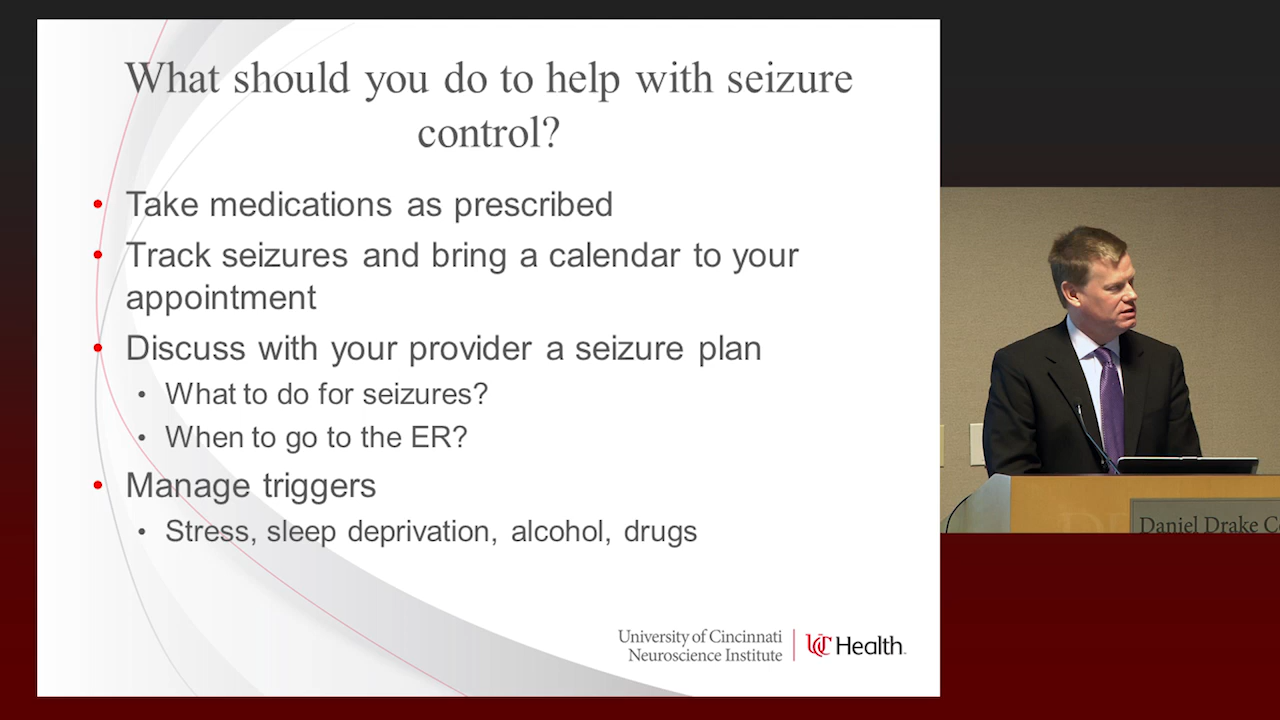 What should you do to help with seizure
control?
• Take medications as prescribed
• Track seizures and bring a calendar to your
appointment
• Discuss with your provider a seizure plan
• What to do for seizures?
• When to go to the ER?
• Manage triggers
• Stress, sleep deprivation, alcohol, drugs
University of Cincinnati
Neuroscience Institute
UC Health
Daniel Drake C